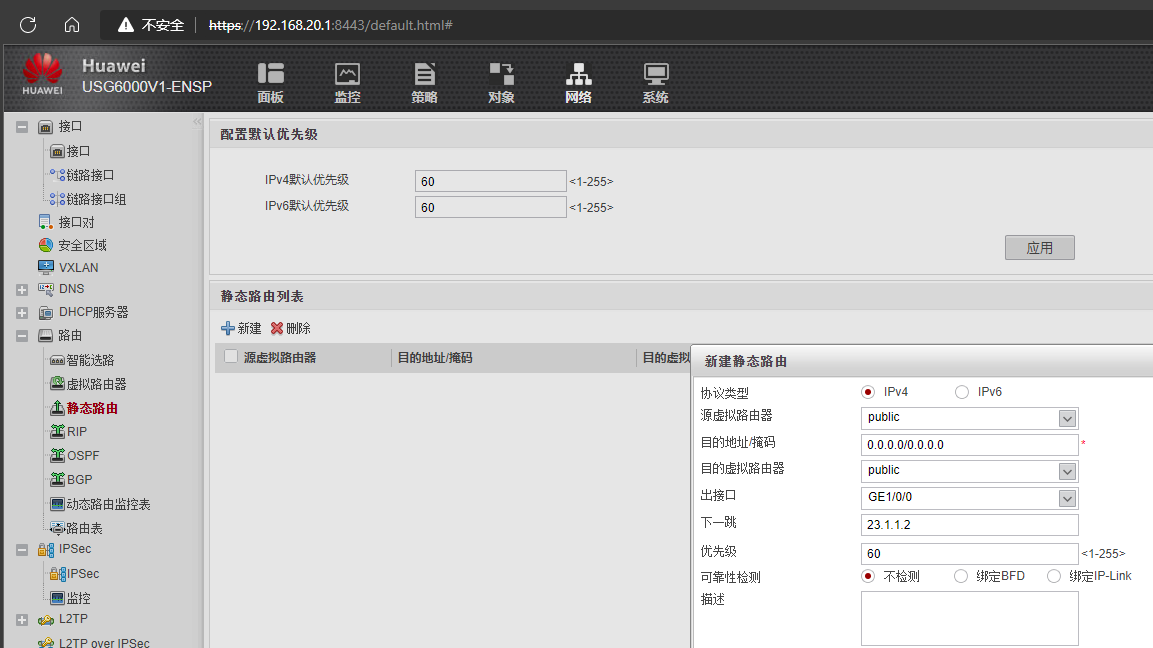 不安全 https://192.168.20.1:8443/default.html#
HUAWEI
Huawei
USG6000V1-ENSP
面板 监控 策略 对象 网络 系统
接口
接口
链路接口
链路接口组
接口对
安全区域
VXLAN
DNS
DHCP服务器
路由
智能选路
虚拟路由器
静态路由
RIP
OSPF
BGP
动态路由监控表
路由表
IPSec
IPSec
监控
L2TP
L2TP over IPSec
配置默认优先级
IPv4默认优先级 60 <1-255>
IPv6默认优先级 60 <1-255>
应用
静态路由列表
新建 删除
源虚拟路由器 目的地址/掩码 目的虚拟
新建静态路由
协议类型 IPv4 IPv6
源虚拟路由器 public
目的地址/掩码 0.0.0.0/0.0.0.0 *
目的虚拟路由器 public
出接口 GE1/0/0
下一跳 23.1.1.2
优先级 60 <1-255>
可靠性检测 不检测 绑定BFD 绑定IP-Link
描述